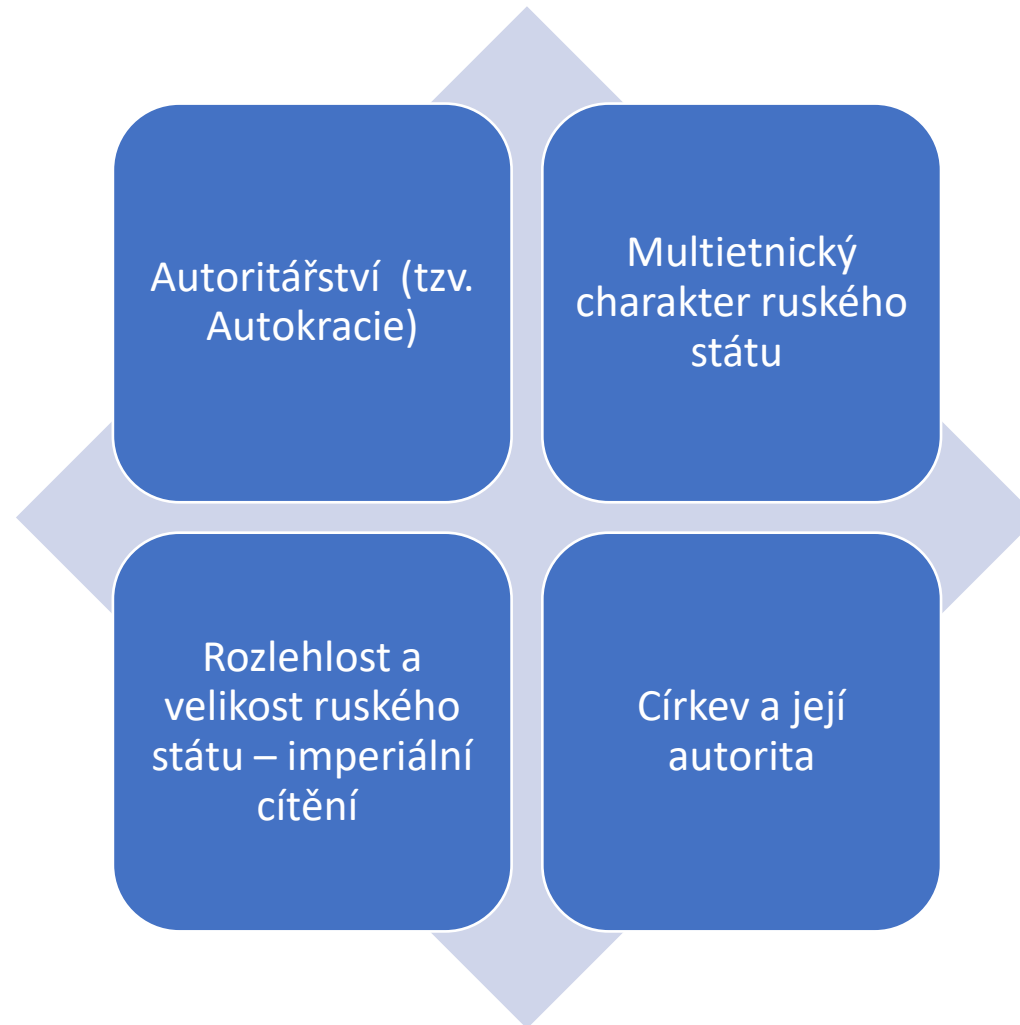 Autoritářství  (tzv.
Autokracie)
Multietnický
charakter ruského
státu
Rozlehlost a
velikost ruského
státu – imperiální
cítění
Církev a její
autorita